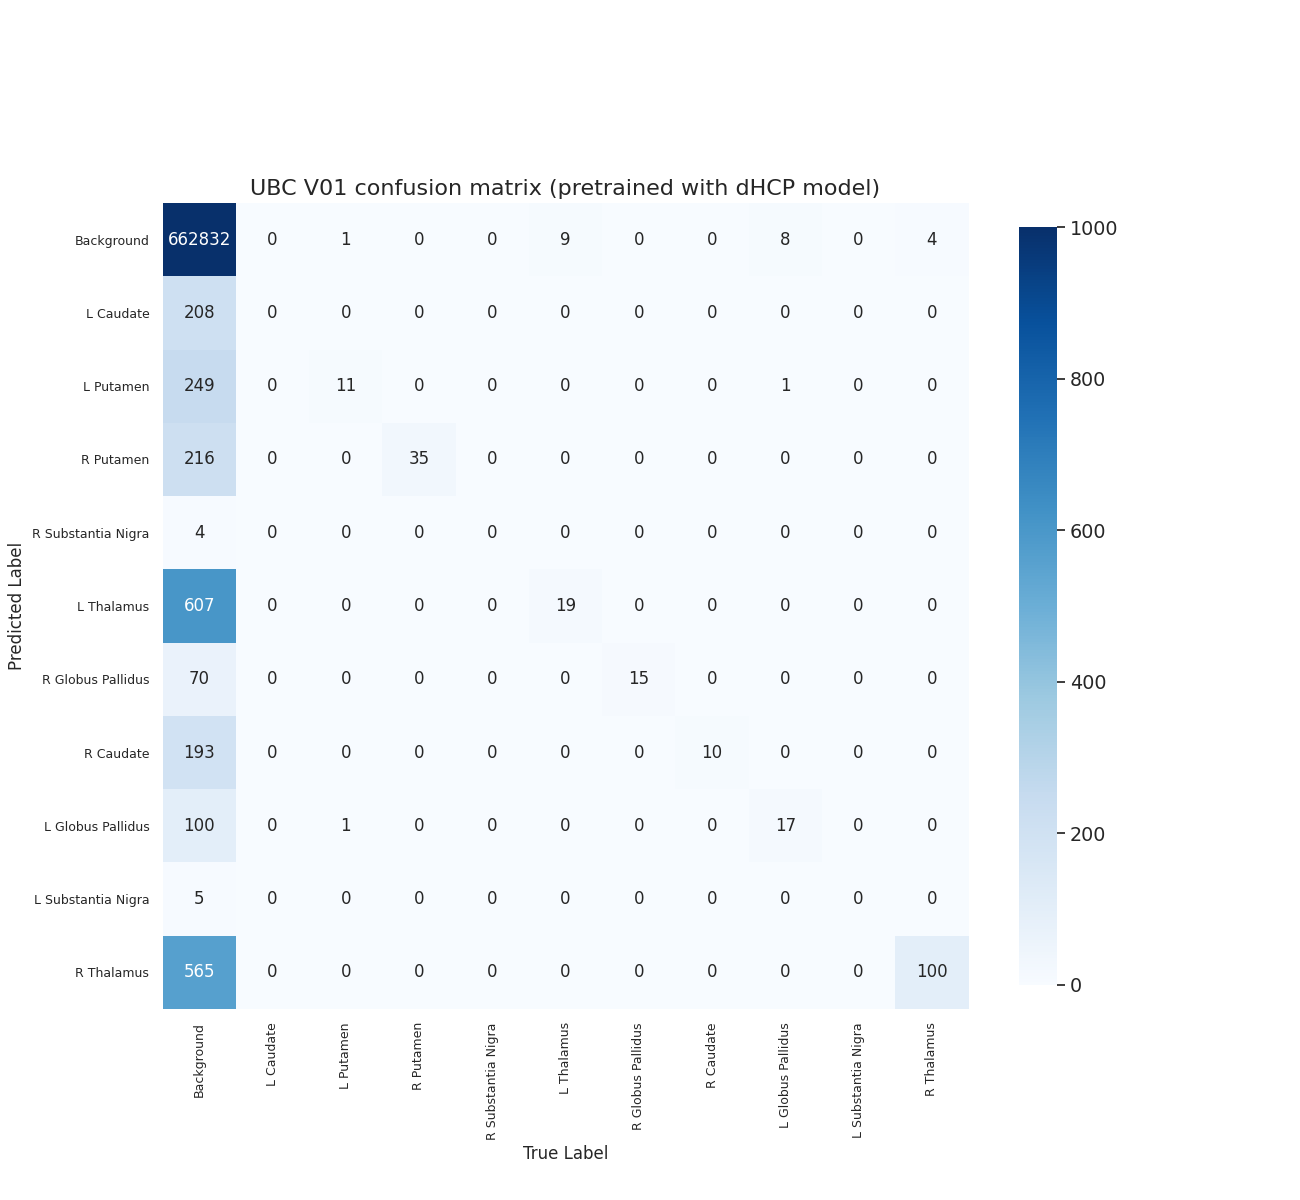 UBC V01 confusion matrix (pretrained with dHCP model)
Background 662832 0 1 0 0 9 0 0 8 0 4
L Caudate 208 0 0 0 0 0 0 0 0 0 0
L Putamen 249 0 11 0 0 0 0 0 1 0 0
R Putamen 216 0 0 35 0 0 0 0 0 0 0
R Substantia Nigra 4 0 0 0 0 0 0 0 0 0 0
L Thalamus 607 0 0 0 0 19 0 0 0 0 0
R Globus Pallidus 70 0 0 0 0 0 15 0 0 0 0
R Caudate 193 0 0 0 0 0 0 10 0 0 0
L Globus Pallidus 100 0 1 0 0 0 0 0 17 0 0
L Substantia Nigra 5 0 0 0 0 0 0 0 0 0 0
R Thalamus 565 0 0 0 0 0 0 0 0 0 100
Predicted Label
Background
L Caudate
L Putamen
R Putamen
R Substantia Nigra
L Thalamus
R Globus Pallidus
R Caudate
L Globus Pallidus
L Substantia Nigra
R Thalamus
True Label
1000
800
600
400
200
0